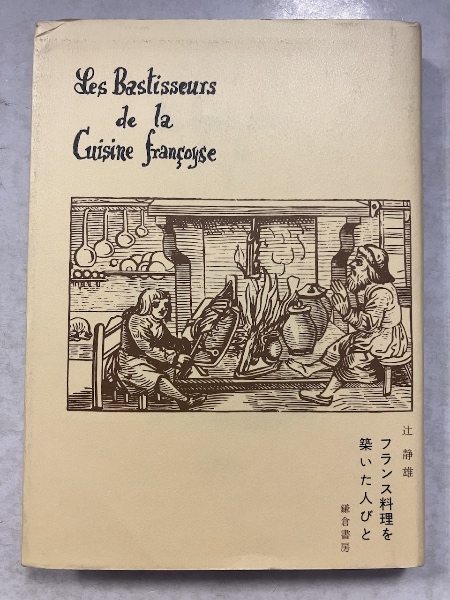 Les Bastisseurs
de la
Cuisine françoyse
辻 静雄
フランス料理を
築いた人びと
鎌倉書房